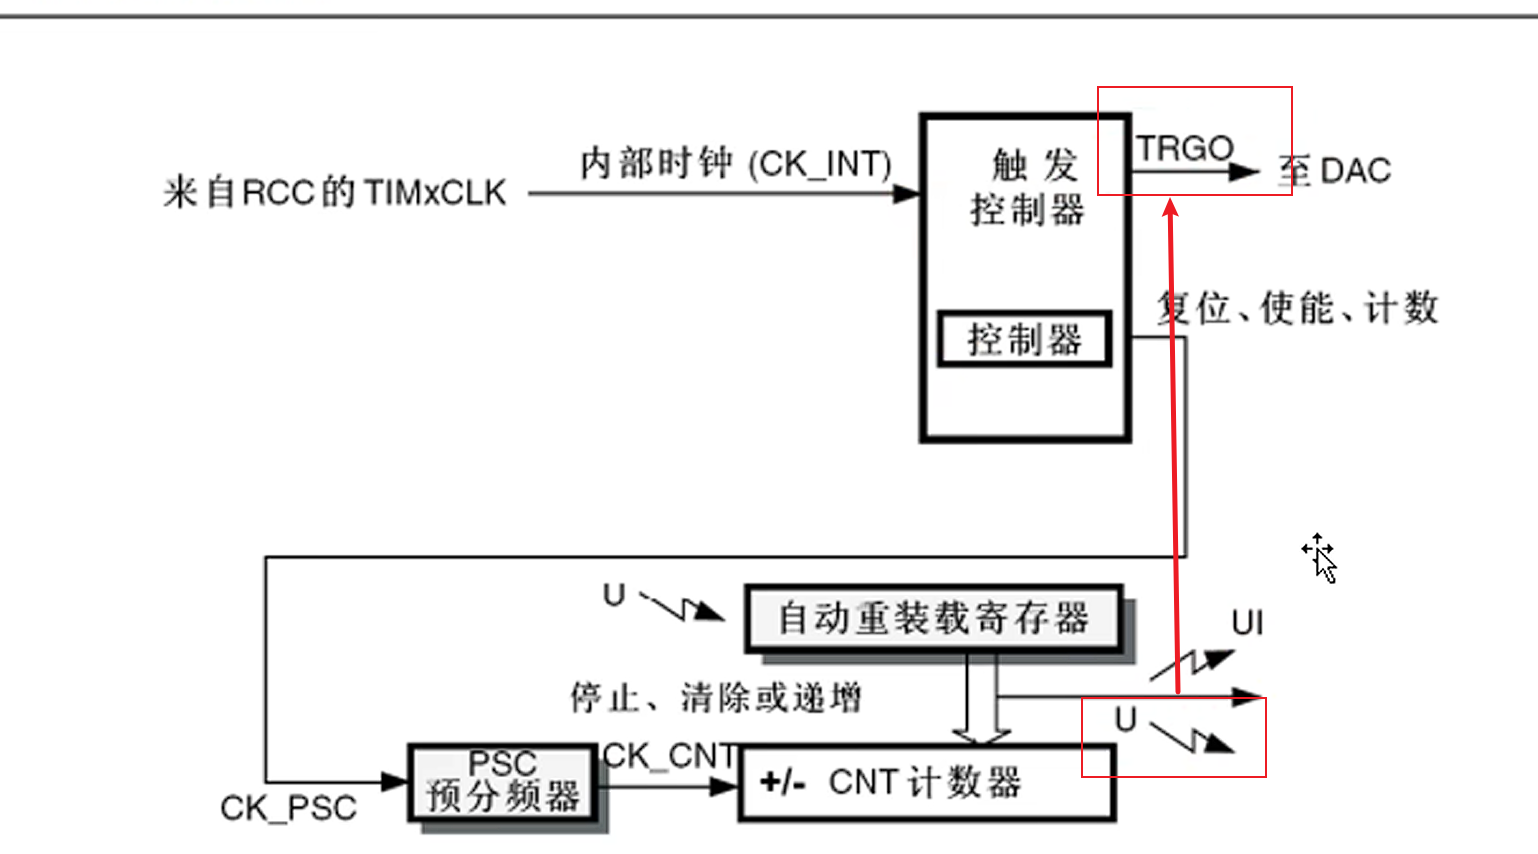 TRGO
至DAC
内部时钟 (CK_INT)
来自RCC的TIMxCLK
触发
控制器
复位、使能、计数
控制器
U
自动重装载寄存器
UI
停止、清除或递增
U
CK_CNT
PSC
预分频器
+/- CNT计数器
CK_PSC